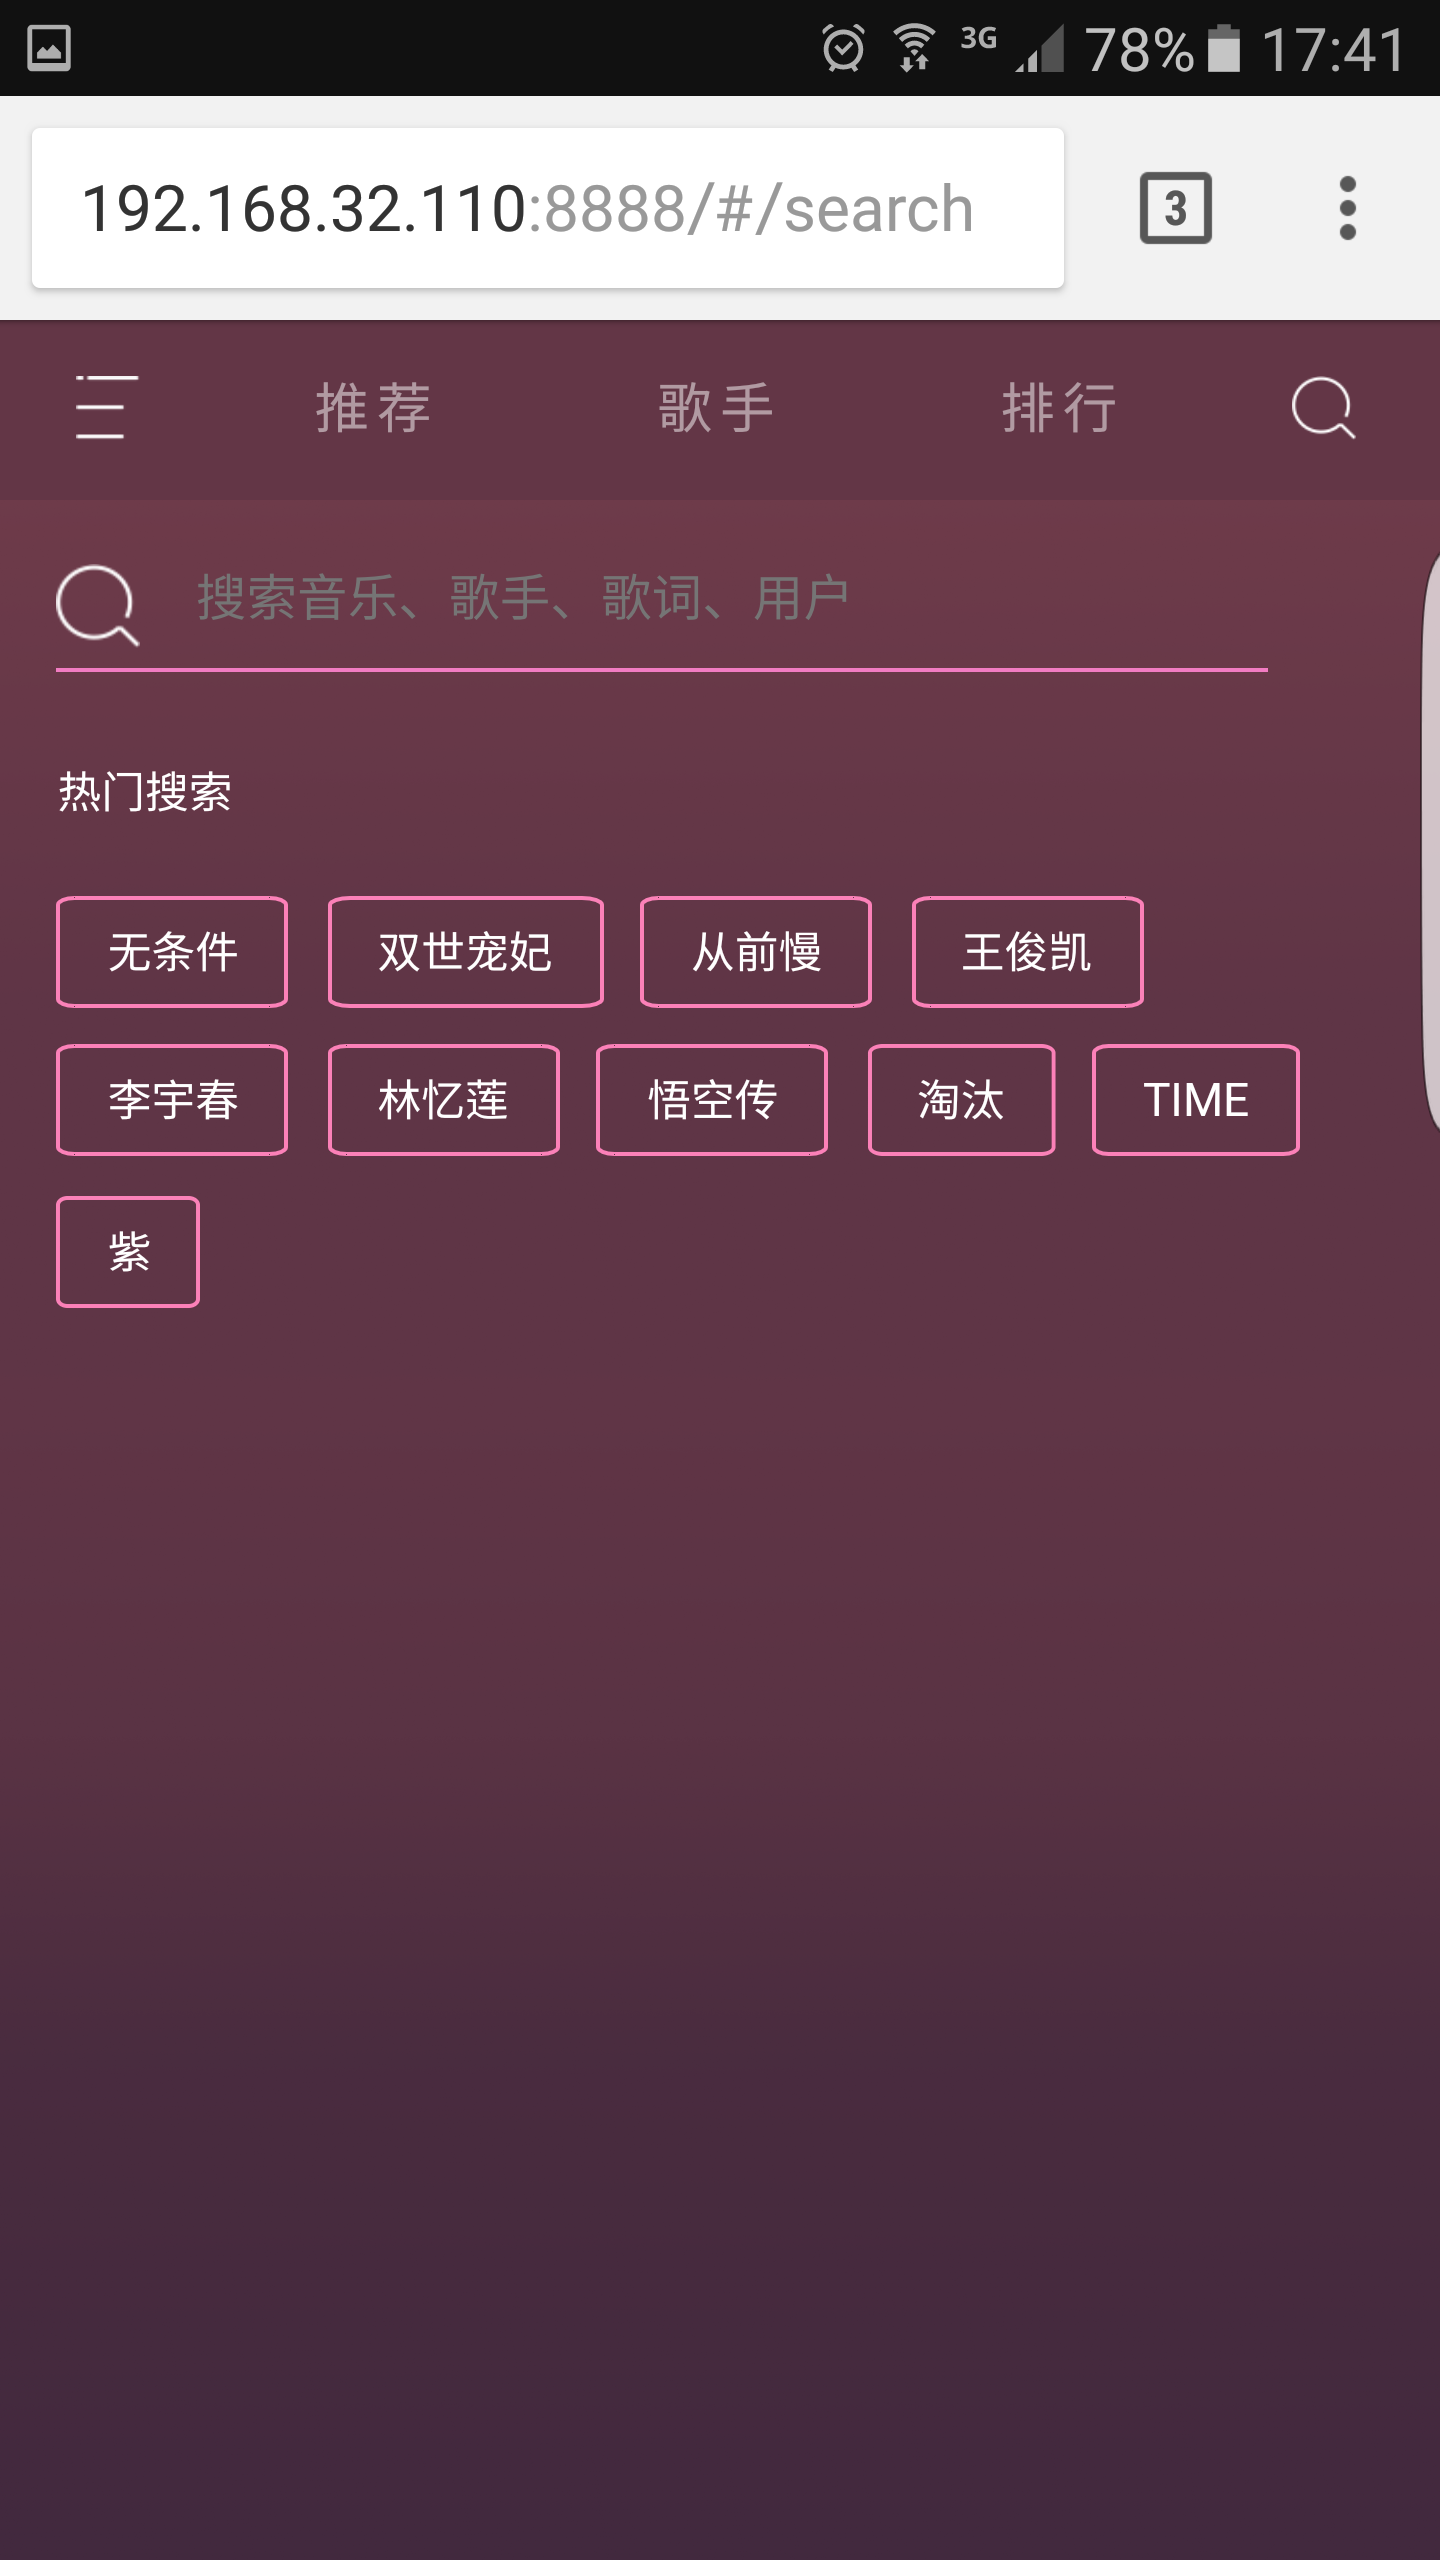 3G 78% 17:41
192.168.32.110:8888/#/search 3
推荐 歌手 排行
搜索音乐、歌手、歌词、用户
热门搜索
无条件 双世宠妃 从前慢 王俊凯
李宇春 林忆莲 悟空传 淘汰 TIME
紫